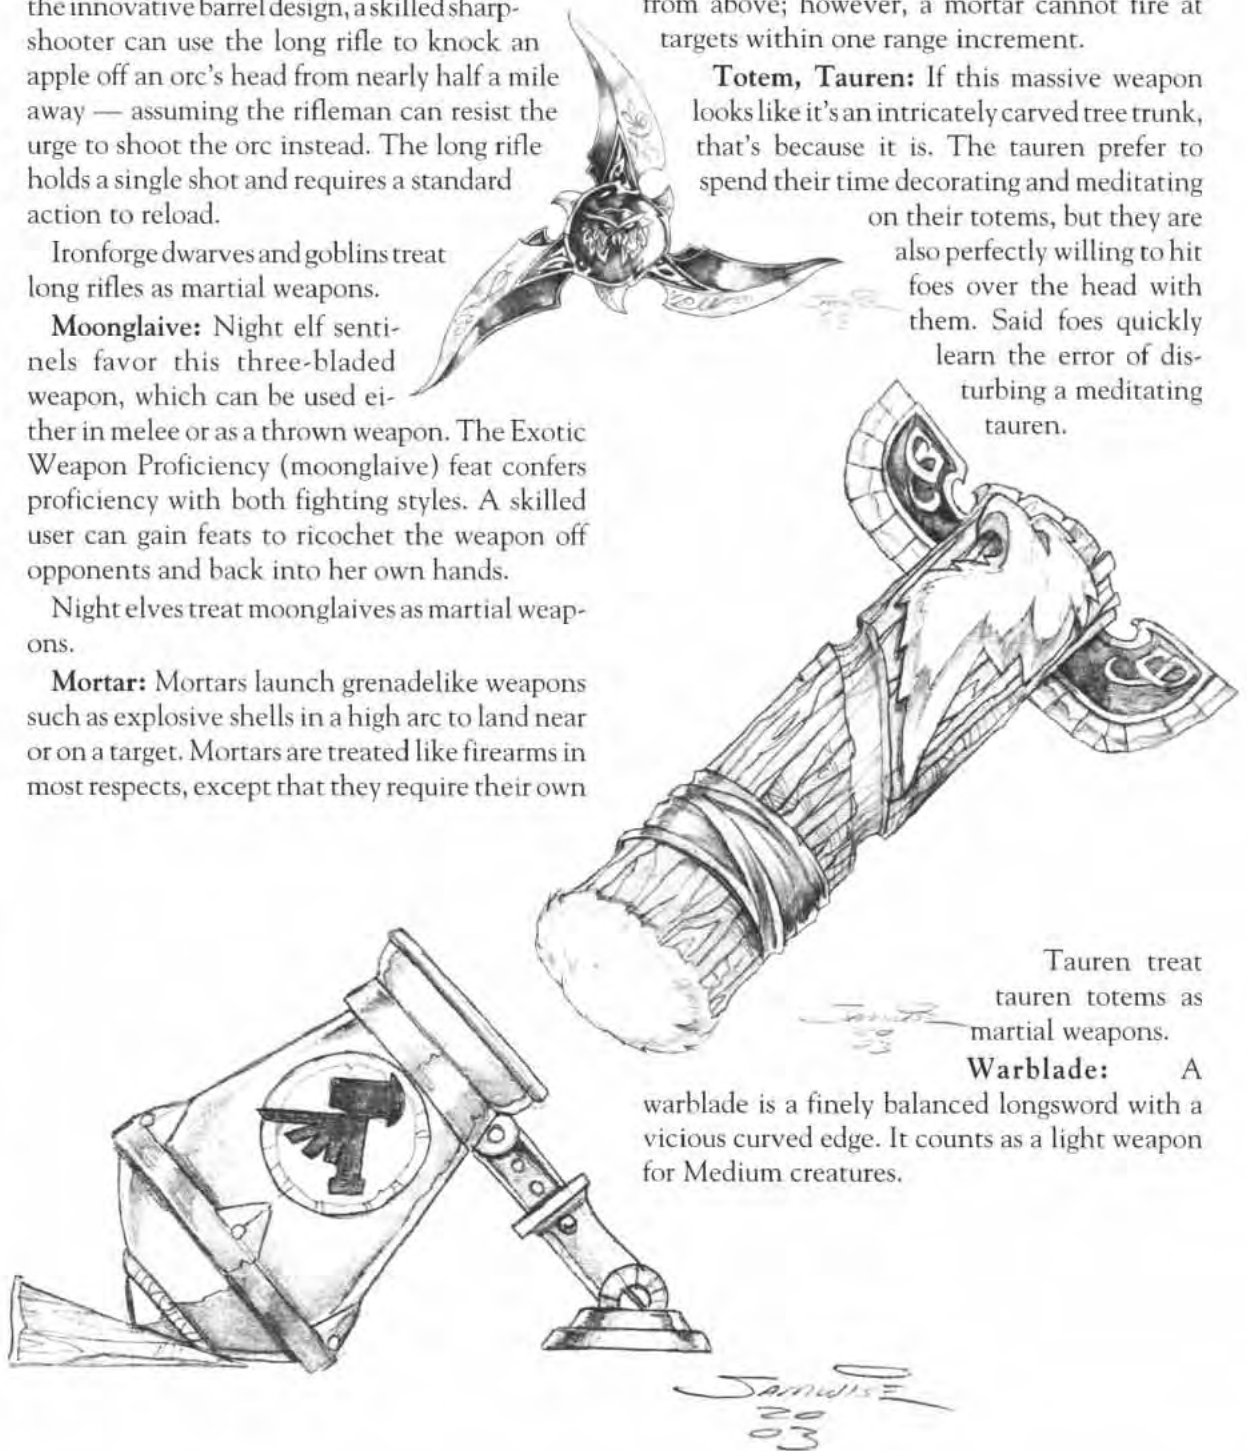 the innovative barrel design, a skilled sharp-
shooter can use the long rifle to knock an
apple off an orc's head from nearly half a mile
away — assuming the rifleman can resist the
urge to shoot the orc instead. The long rifle
holds a single shot and requires a standard
action to reload.
Ironforge dwarves and goblins treat
long rifles as martial weapons.
Moonglaive: Night elf senti-
nels favor this three-bladed
weapon, which can be used ei-
ther in melee or as a thrown weapon. The Exotic
Weapon Proficiency (moonglaive) feat confers
proficiency with both fighting styles. A skilled
user can gain feats to ricochet the weapon off
opponents and back into her own hands.
Night elves treat moonglaives as martial weap-
ons.
Mortar: Mortars launch grenadelike weapons
such as explosive shells in a high arc to land near
or on a target. Mortars are treated like firearms in
most respects, except that they require their own
from above; however, a mortar cannot fire at
targets within one range increment.
Totem, Tauren: If this massive weapon
looks like it's an intricately carved tree trunk,
that's because it is. The tauren prefer to
spend their time decorating and meditating
on their totems, but they are
also perfectly willing to hit
foes over the head with
them. Said foes quickly
learn the error of dis-
turbing a meditating
tauren.
Tauren treat
tauren totems as
martial weapons.
Warblade: A
warblade is a finely balanced longsword with a
vicious curved edge. It counts as a light weapon
for Medium creatures.
Samwise
20
03
Samwise
20
03